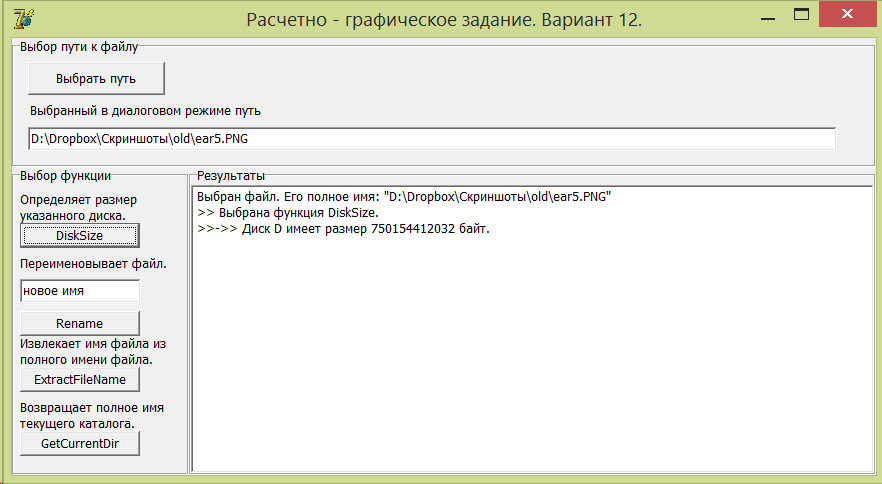 Расчетно - графическое задание. Вариант 12.
Выбор пути к файлу
Выбрать путь
Выбранный в диалоговом режиме путь
D:\Dropbox\Скриншоты\old\ear5.PNG
Выбор функции
Определяет размер
указанного диска.
DiskSize
Переименовывает файл.
новое имя
Rename
Извлекает имя файла из
полного имени файла.
ExtractFileName
Возвращает полное имя
текущего каталога.
GetCurrentDir
Результаты
Выбран файл. Его полное имя: "D:\Dropbox\Скриншоты\old\ear5.PNG"
>> Выбрана функция DiskSize.
>>->> Диск D имеет размер 750154412032 байт.